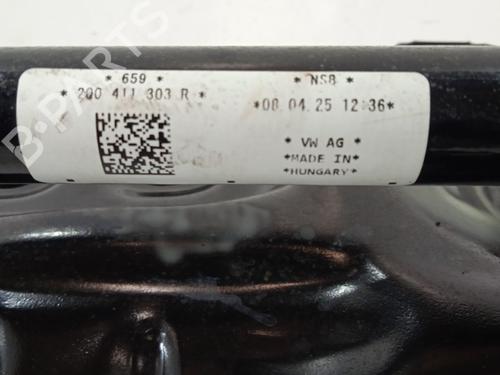 * 659 *
* 2Q0 411 303 R *
* NSB *
*08.04.25 12:36*
* VW AG *
*MADE IN*
*HUNGARY*
B-PARTS